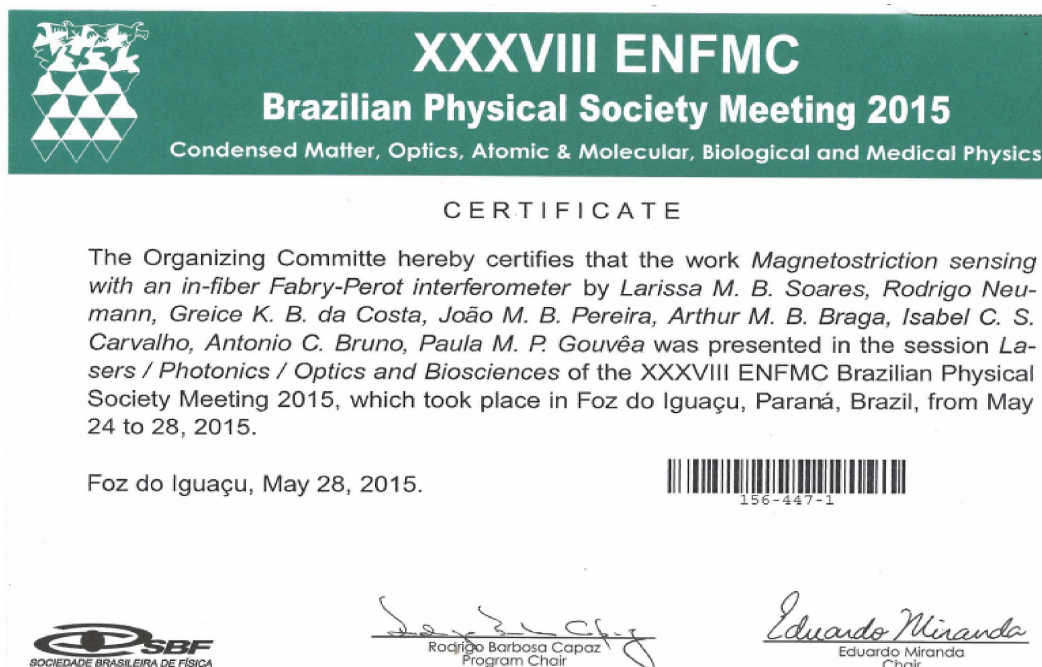 XXXVIII ENFMC
Brazilian Physical Society Meeting 2015
Condensed Matter, Optics, Atomic & Molecular, Biological and Medical Physics
CERTIFICATE
The Organizing Committe hereby certifies that the work Magnetostriction sensing
with an in-fiber Fabry-Perot interferometer by Larissa M. B. Soares, Rodrigo Neu-
mann, Greice K. B. da Costa, João M. B. Pereira, Arthur M. B. Braga, Isabel C. S.
Carvalho, Antonio C. Bruno, Paula M. P. Gouvêa was presented in the session La-
sers / Photonics / Optics and Biosciences of the XXXVIII ENFMC Brazilian Physical
Society Meeting 2015, which took place in Foz do Iguaçu, Paraná, Brazil, from May
24 to 28, 2015.
Foz do Iguaçu, May 28, 2015.
156-447-1
Eduardo Miranda
SBF
SOCIEDADE BRASILEIRA DE FÍSICA
Rodrigo Barbosa Capaz
Program Chair
Eduardo Miranda
Chair